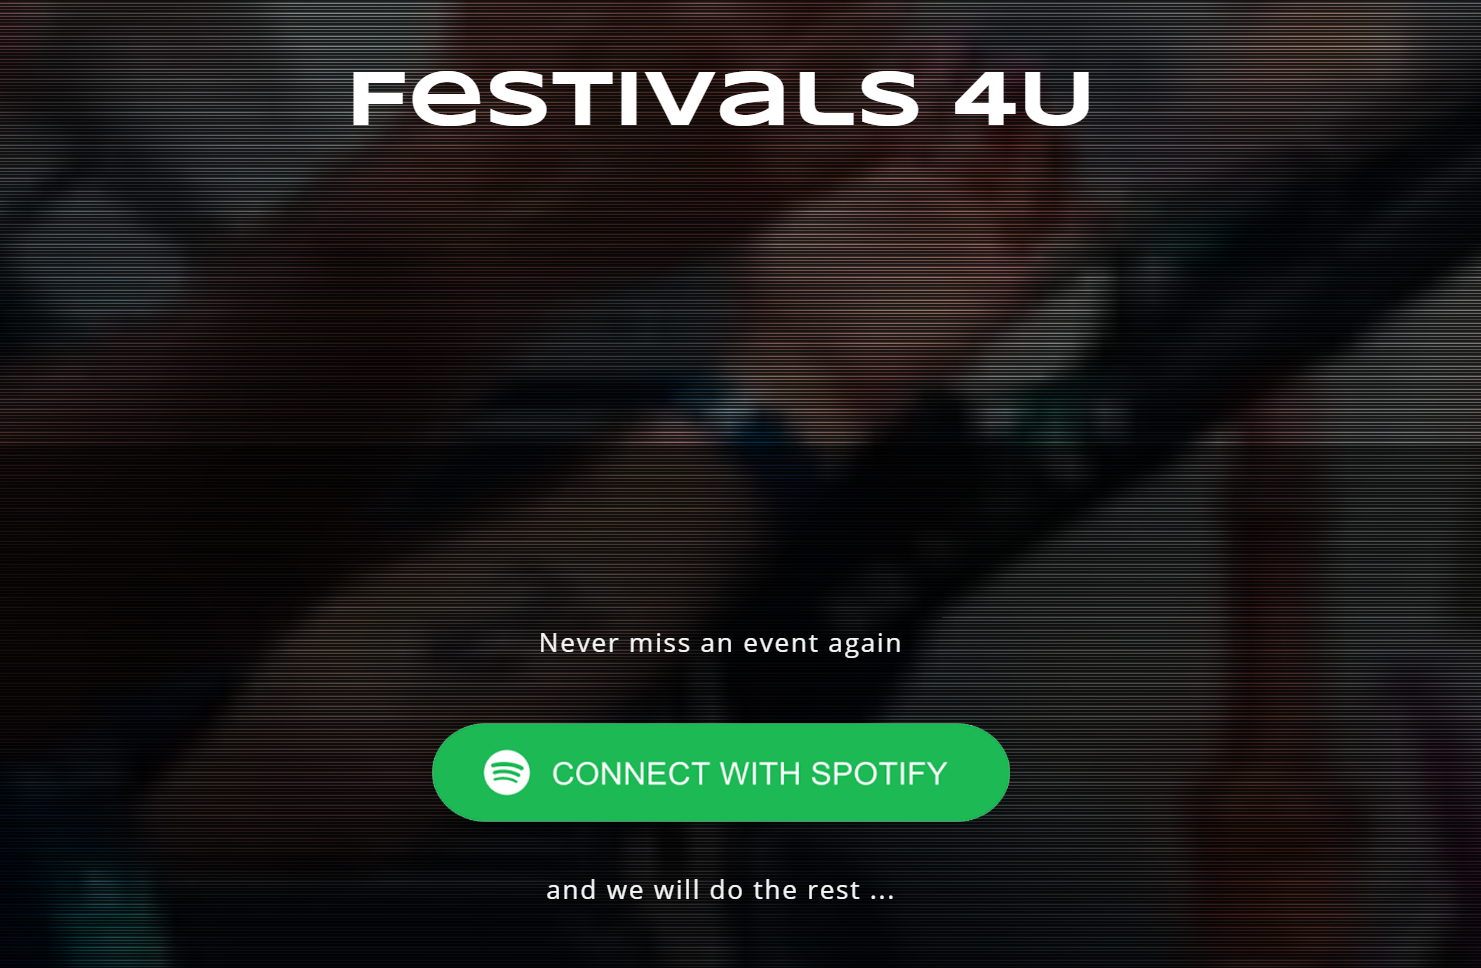 FeSTIVaLS 4U
Never miss an event again
CONNECT WITH SPOTIFY
and we will do the rest ...